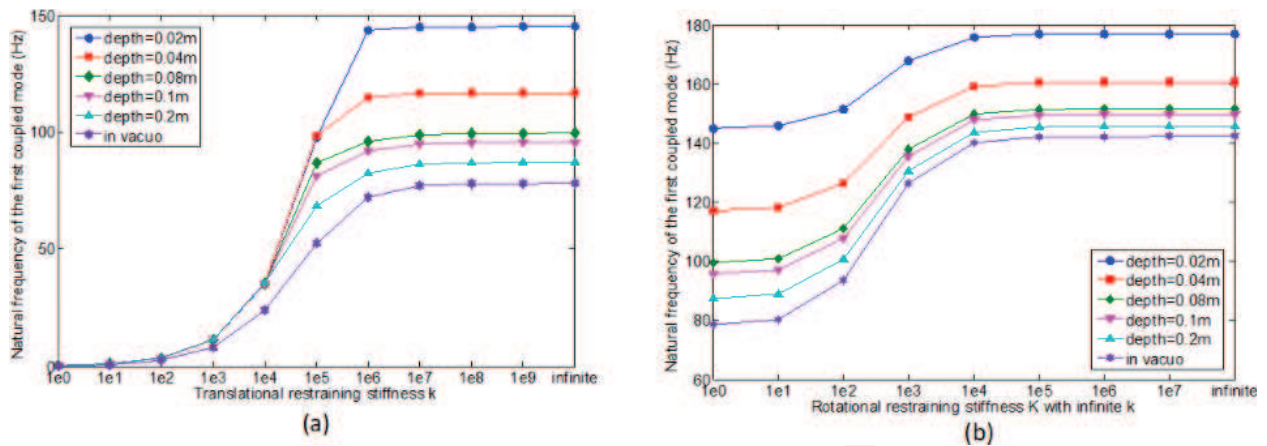 Natural frequency of the first coupled mode (Hz)
150
100
50
0
depth=0.02m
depth=0.04m
depth=0.08m
depth=0.1m
depth=0.2m
in vacuo
1e0 1e1 1e2 1e3 1e4 1e5 1e6 1e7 1e8 1e9 infinite
Translational restraining stiffness k
(a)
Natural frequency of the first coupled mode (Hz)
180
160
140
120
100
80
60
depth=0.02m
depth=0.04m
depth=0.08m
depth=0.1m
depth=0.2m
in vacuo
1e0 1e1 1e2 1e3 1e4 1e5 1e6 1e7 infinite
Rotational restraining stiffness K with infinite k
(b)